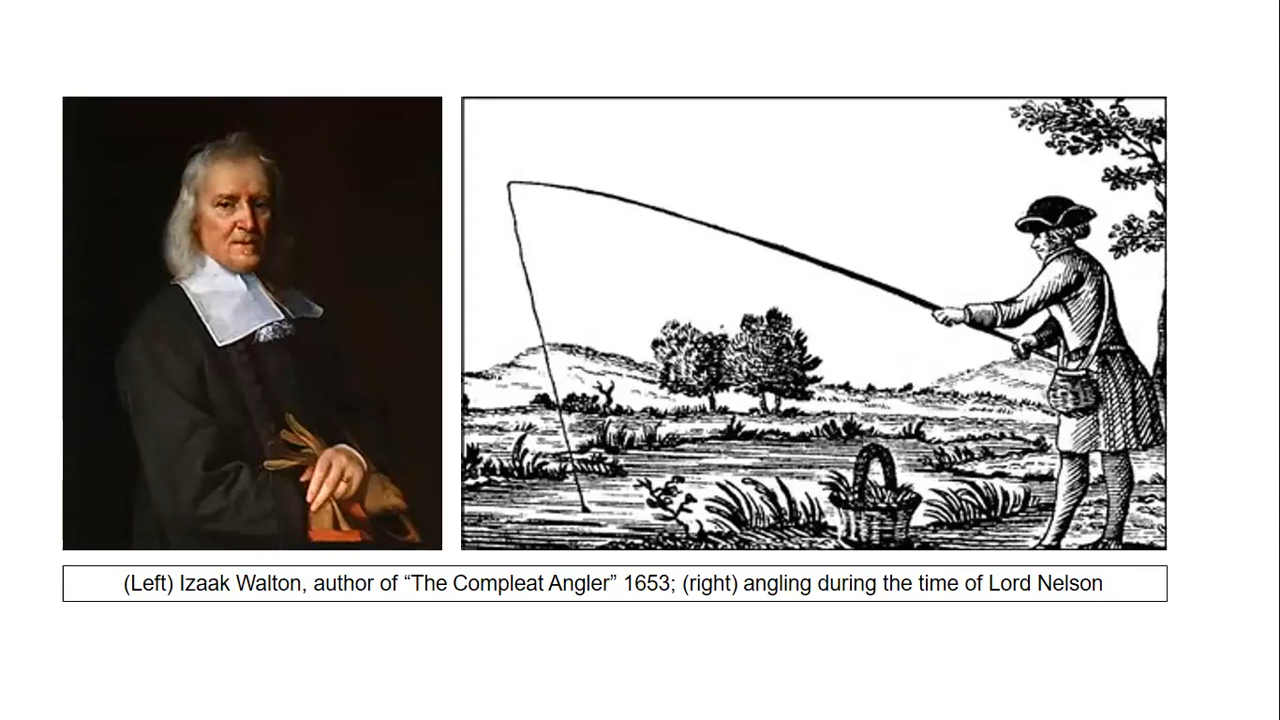 (Left) Izaak Walton, author of “The Compleat Angler” 1653; (right) angling during the time of Lord Nelson